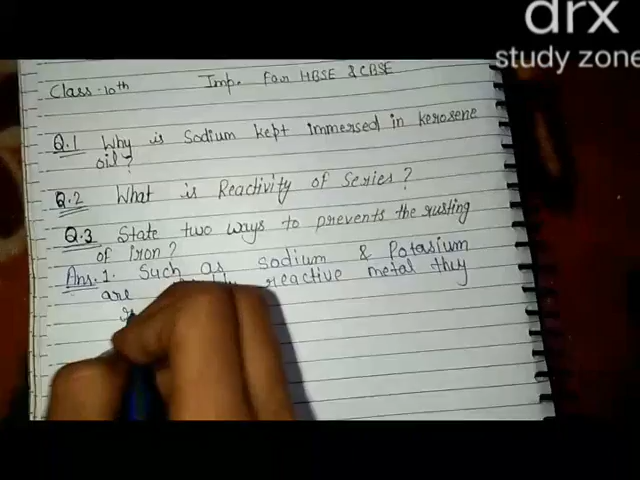 drx
study zone
Class-10th Imp. For HBSE & CBSE
Q.1 Why is Sodium kept immersed in kerosene
oil?
Q.2 What is Reactivity of Series?
Q.3 State two ways to prevents the rusting
of iron?
Ans.1. Such as sodium & Potasium
are reactive metal they